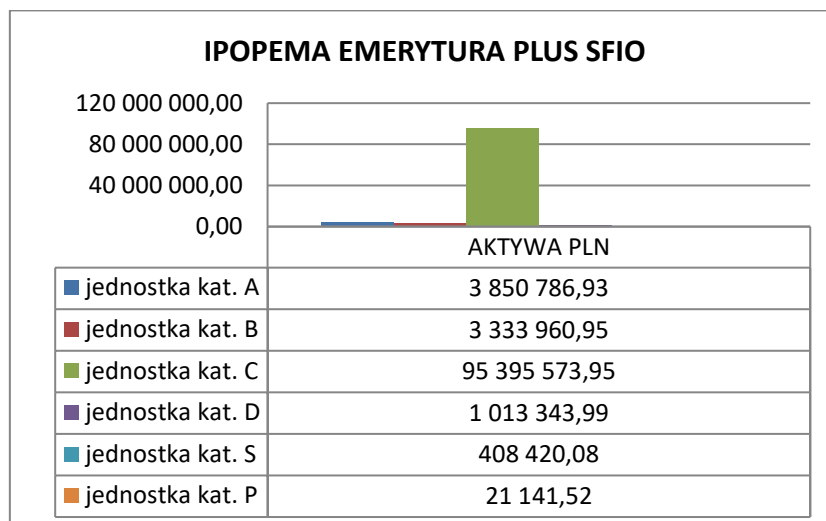 IPOPEMA EMERYTURA PLUS SFIO
120 000 000,00
80 000 000,00
40 000 000,00
0,00
AKTYWA PLN
jednostka kat. A 3 850 786,93
jednostka kat. B 3 333 960,95
jednostka kat. C 95 395 573,95
jednostka kat. D 1 013 343,99
jednostka kat. S 408 420,08
jednostka kat. P 21 141,52